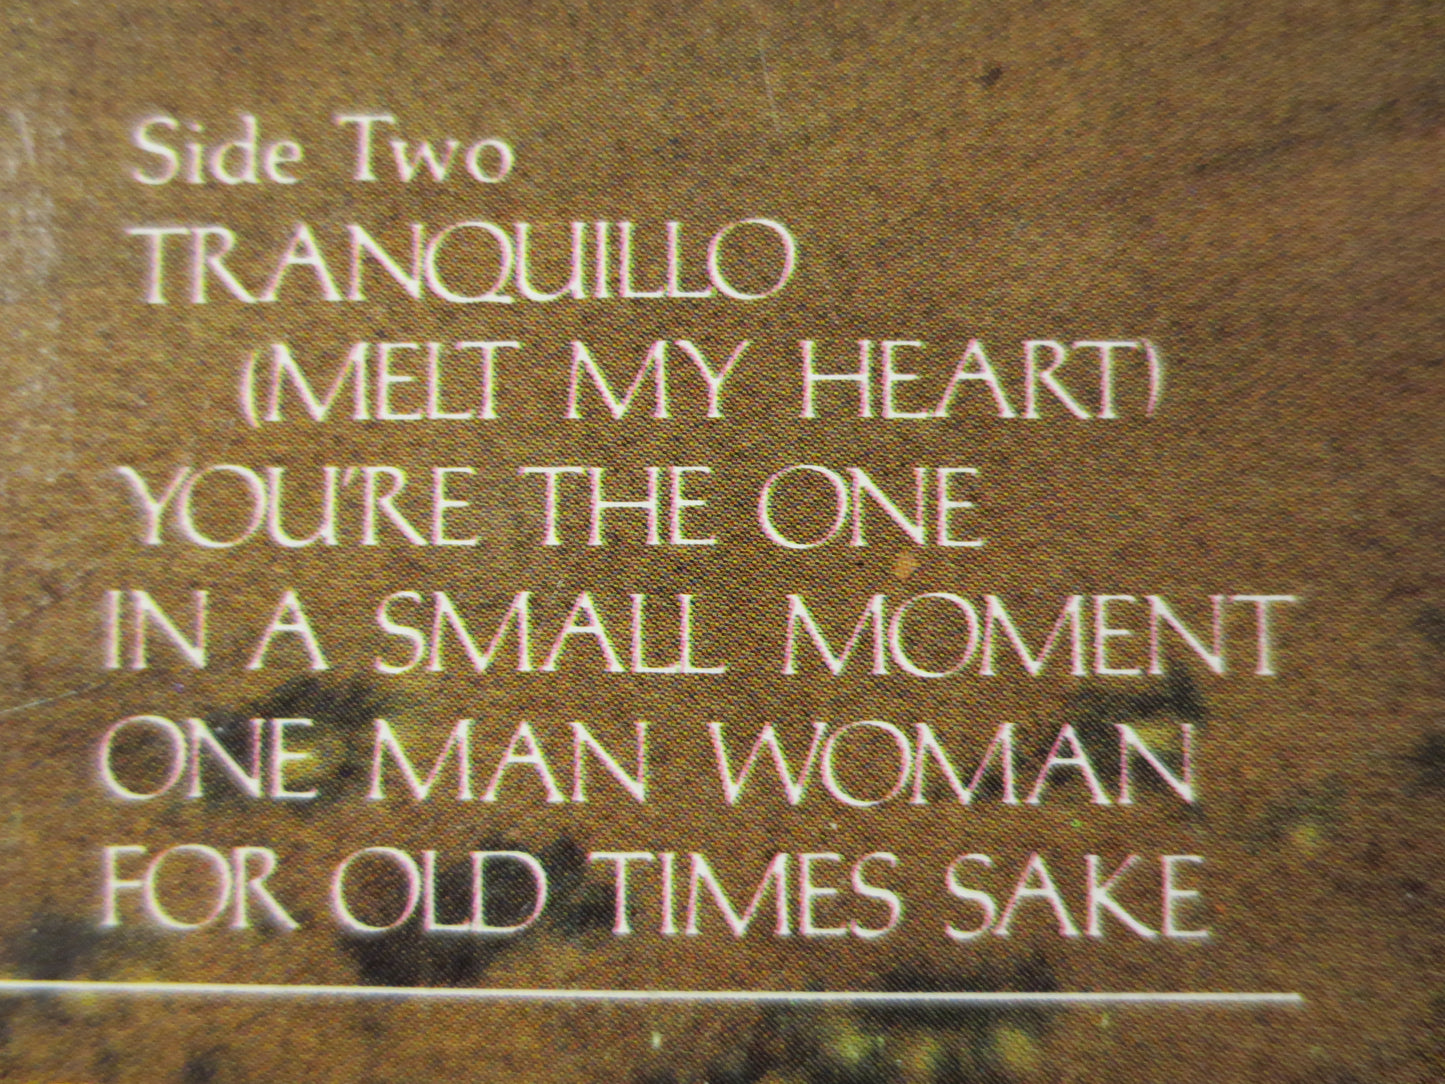 Side Two
TRANQUILLO
(MELT MY HEART)
YOU'RE THE ONE
IN A SMALL MOMENT
ONE MAN WOMAN
FOR OLD TIMES SAKE